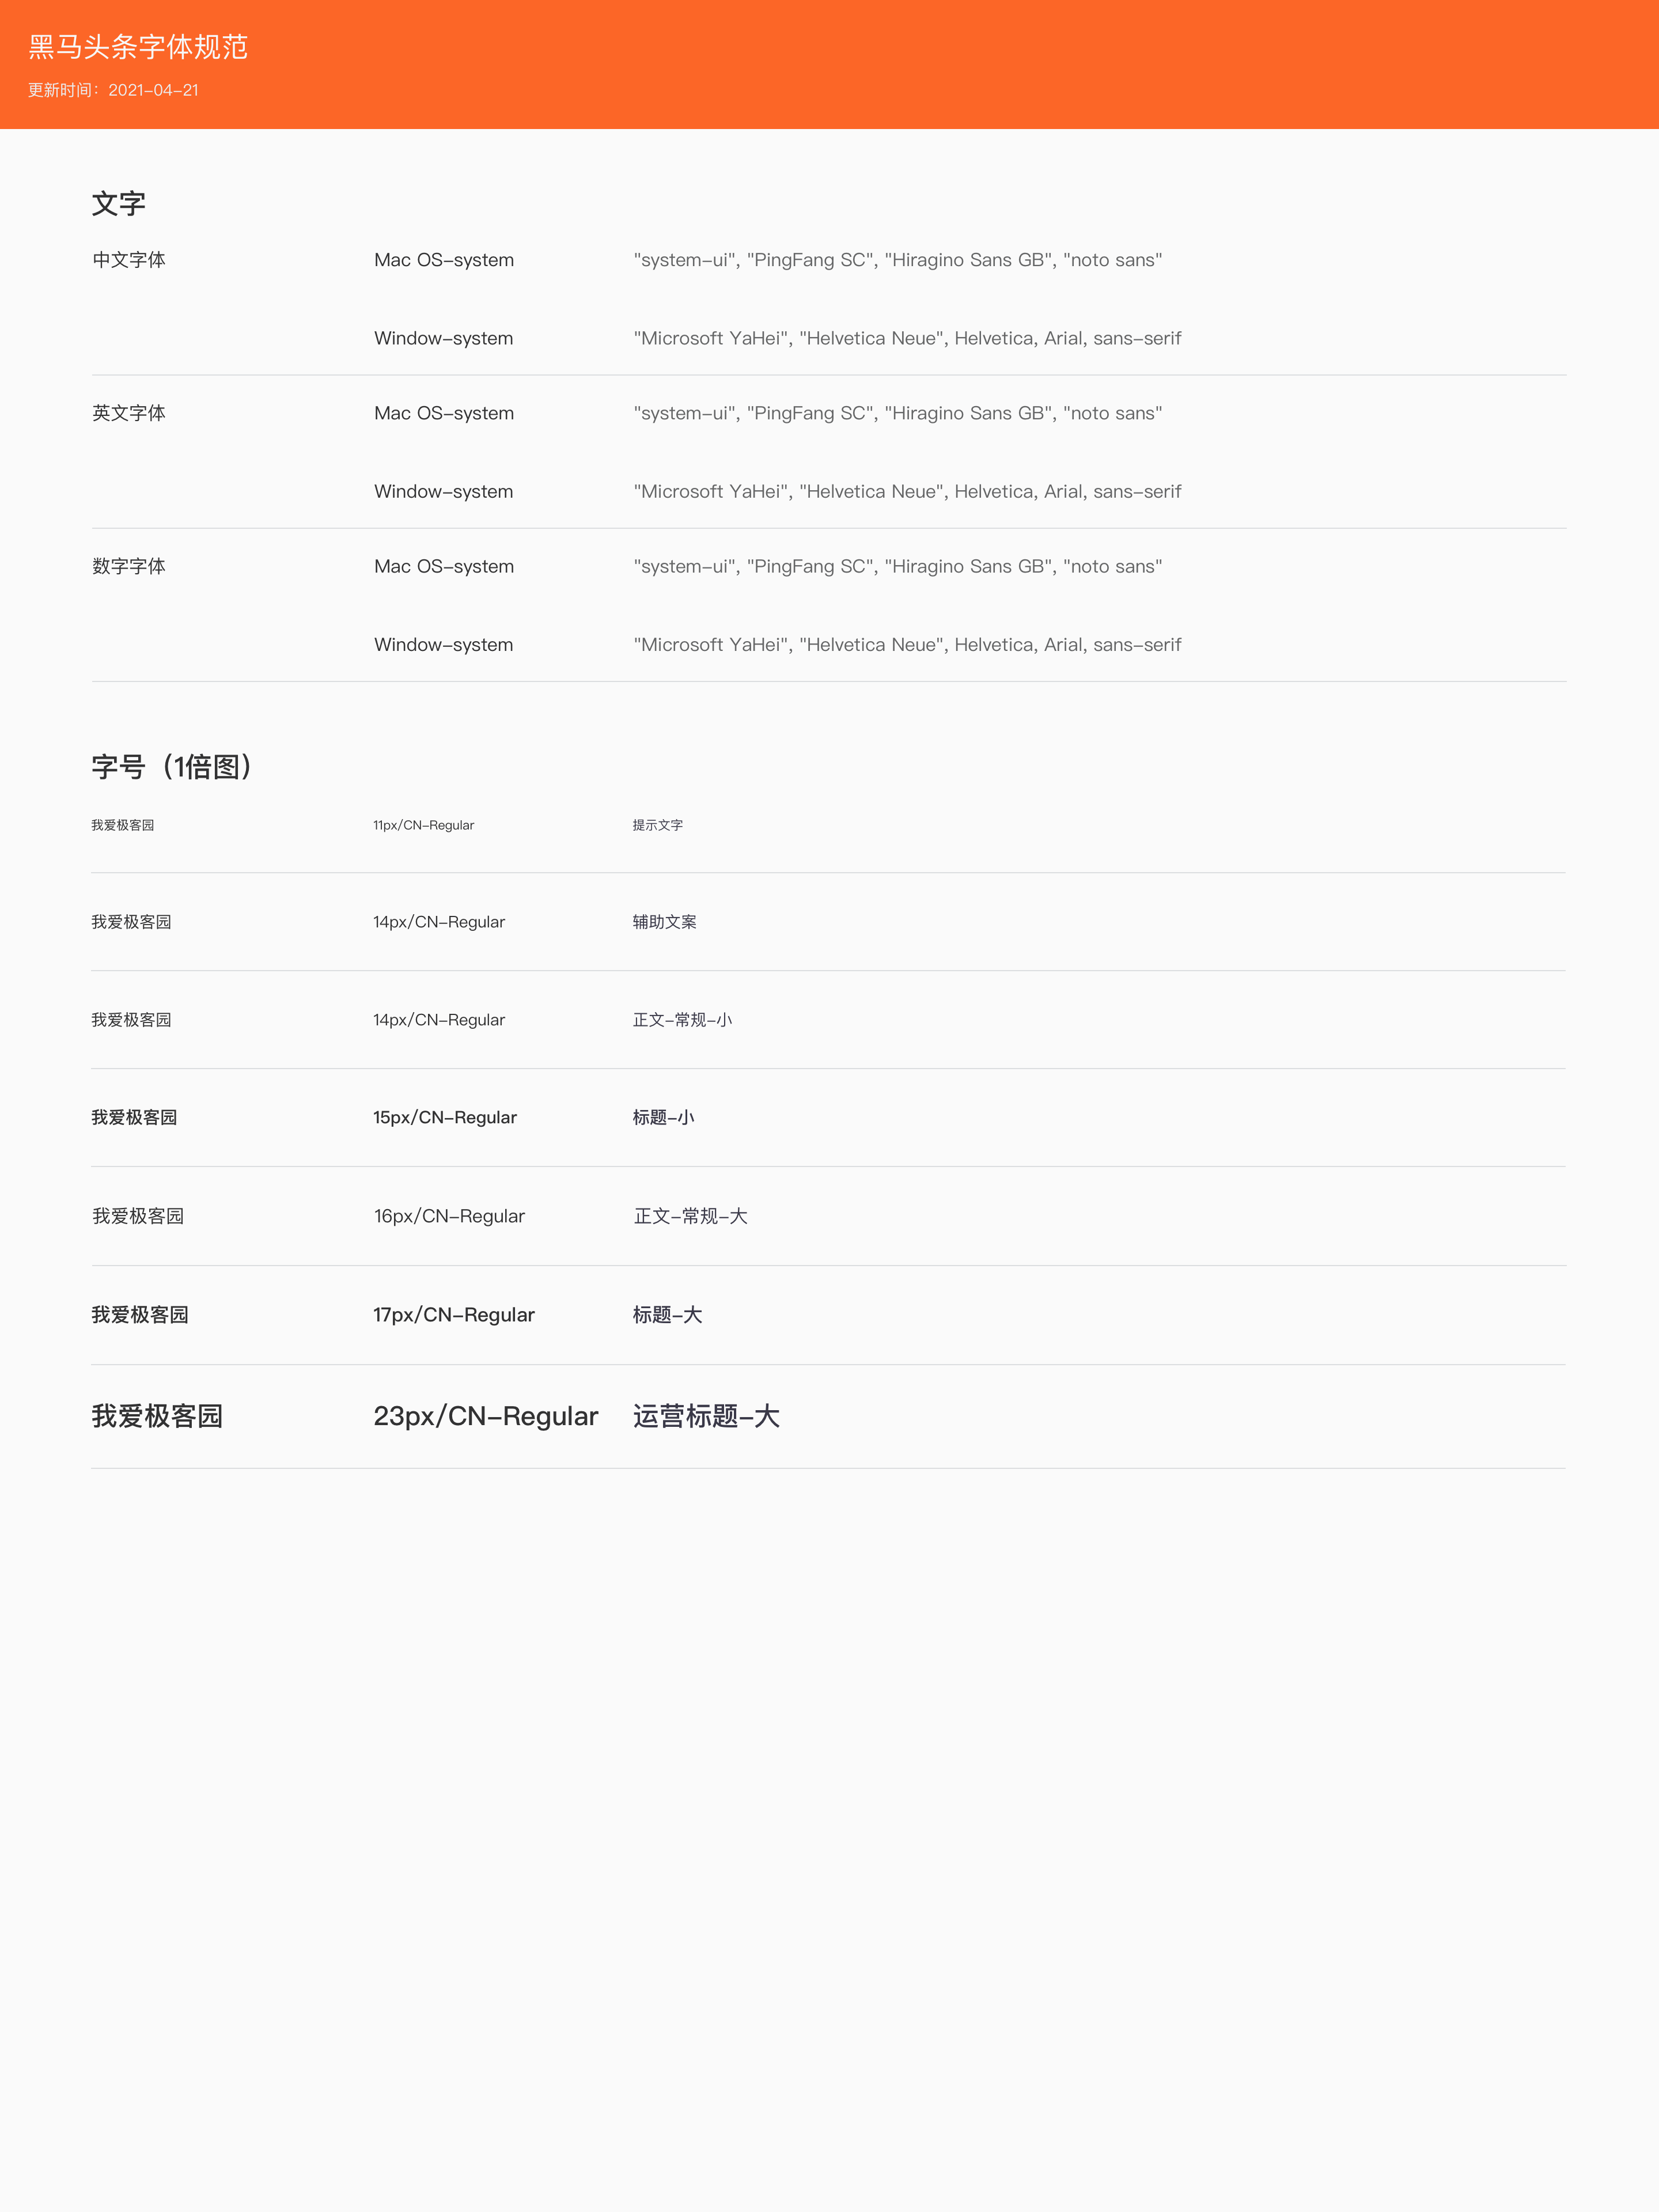 黑马头条字体规范
更新时间：2021-04-21
文字
中文字体 Mac OS-system "system-ui", "PingFang SC", "Hiragino Sans GB", "noto sans"
Window-system "Microsoft YaHei", "Helvetica Neue", Helvetica, Arial, sans-serif
英文字体 Mac OS-system "system-ui", "PingFang SC", "Hiragino Sans GB", "noto sans"
Window-system "Microsoft YaHei", "Helvetica Neue", Helvetica, Arial, sans-serif
数字字体 Mac OS-system "system-ui", "PingFang SC", "Hiragino Sans GB", "noto sans"
Window-system "Microsoft YaHei", "Helvetica Neue", Helvetica, Arial, sans-serif
字号（1倍图）
我爱极客园 11px/CN-Regular 提示文字
我爱极客园 14px/CN-Regular 辅助文案
我爱极客园 14px/CN-Regular 正文-常规-小
我爱极客园 15px/CN-Regular 标题-小
我爱极客园 16px/CN-Regular 正文-常规-大
我爱极客园 17px/CN-Regular 标题-大
我爱极客园 23px/CN-Regular 运营标题-大